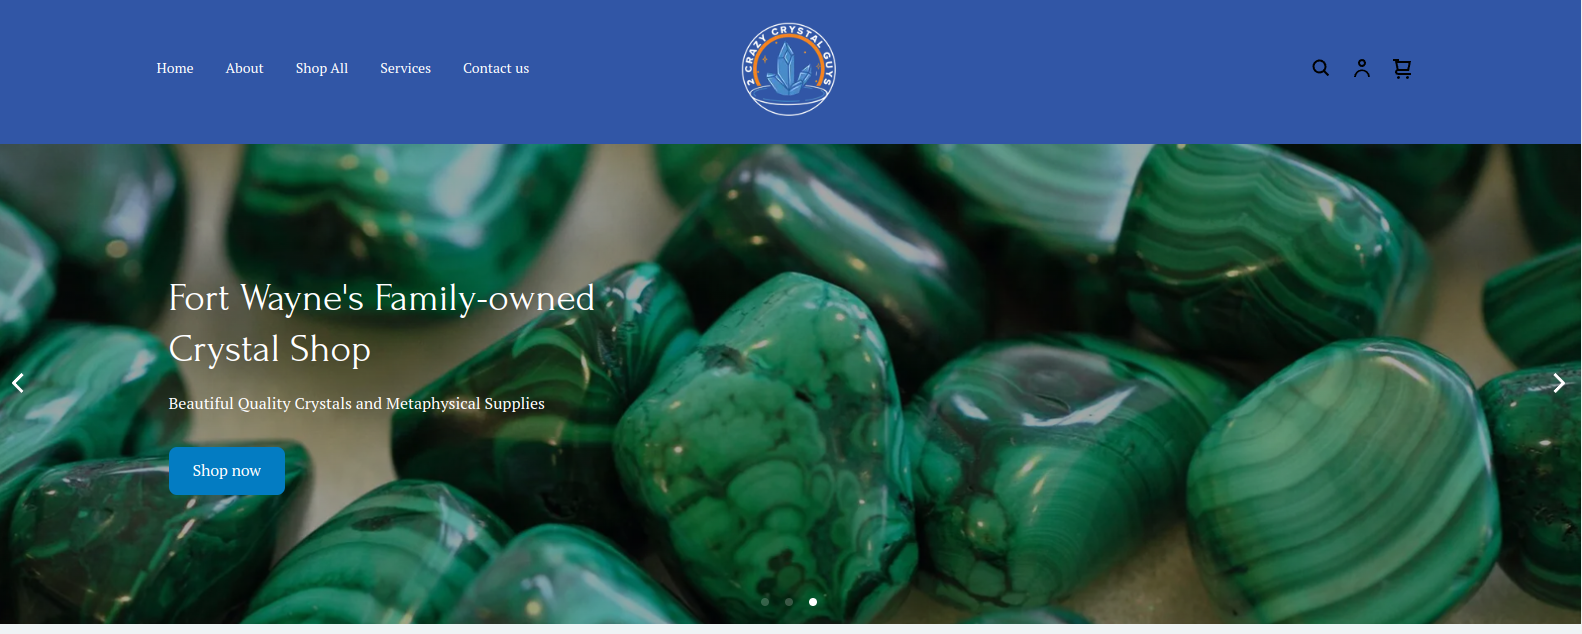 Home
About
Shop All
Services
Contact us
2 CRAZY CRYSTAL GUYS
Fort Wayne's Family-owned
Crystal Shop
Beautiful Quality Crystals and Metaphysical Supplies
Shop now